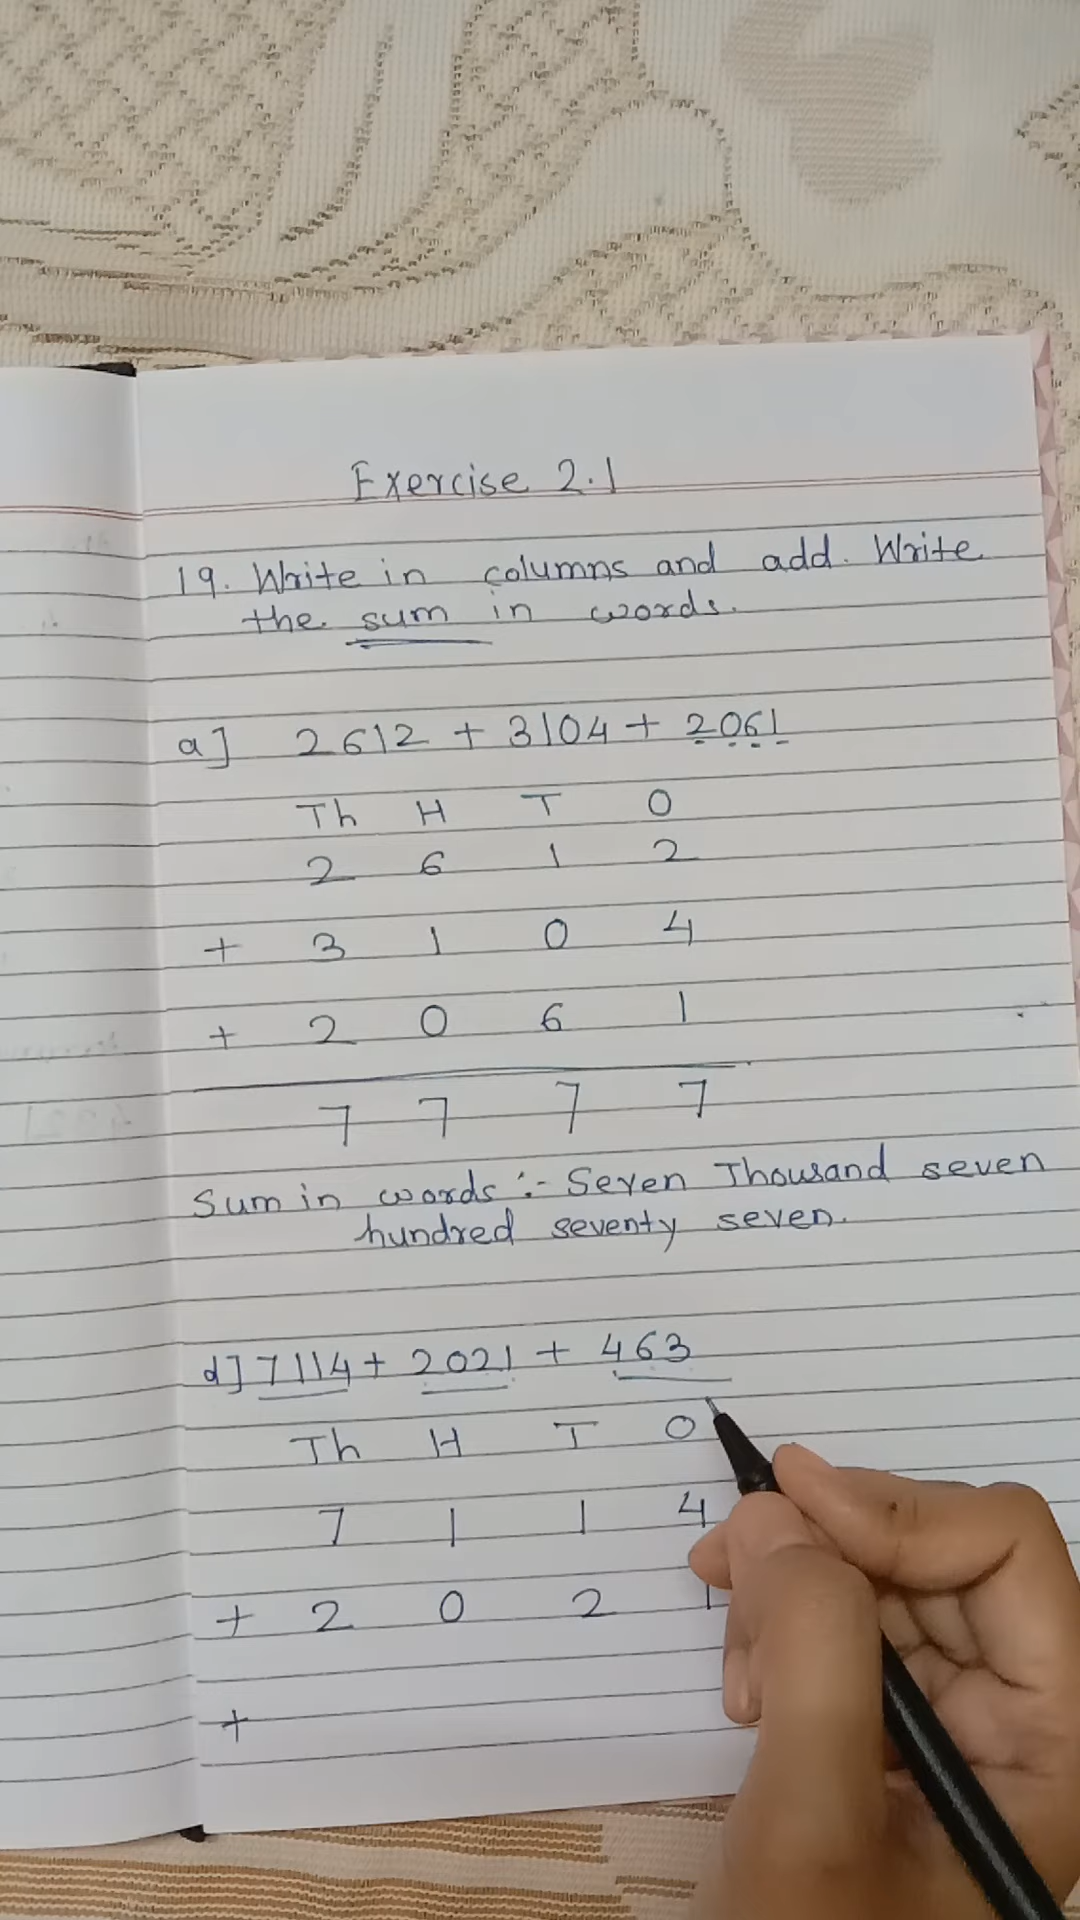 Exercise 2.1
19. Write in columns and add. Write
the sum in words.
a] 2612 + 3104 + 2061
Th H T O
2 6 1 2
+ 3 1 0 4
+ 2 0 6 1
7 7 7 7
Sum in words :- Seven Thousand seven
hundred seventy seven.
d] 7114 + 2021 + 463
Th H T O
7 1 1 4
+ 2 0 2 1
+